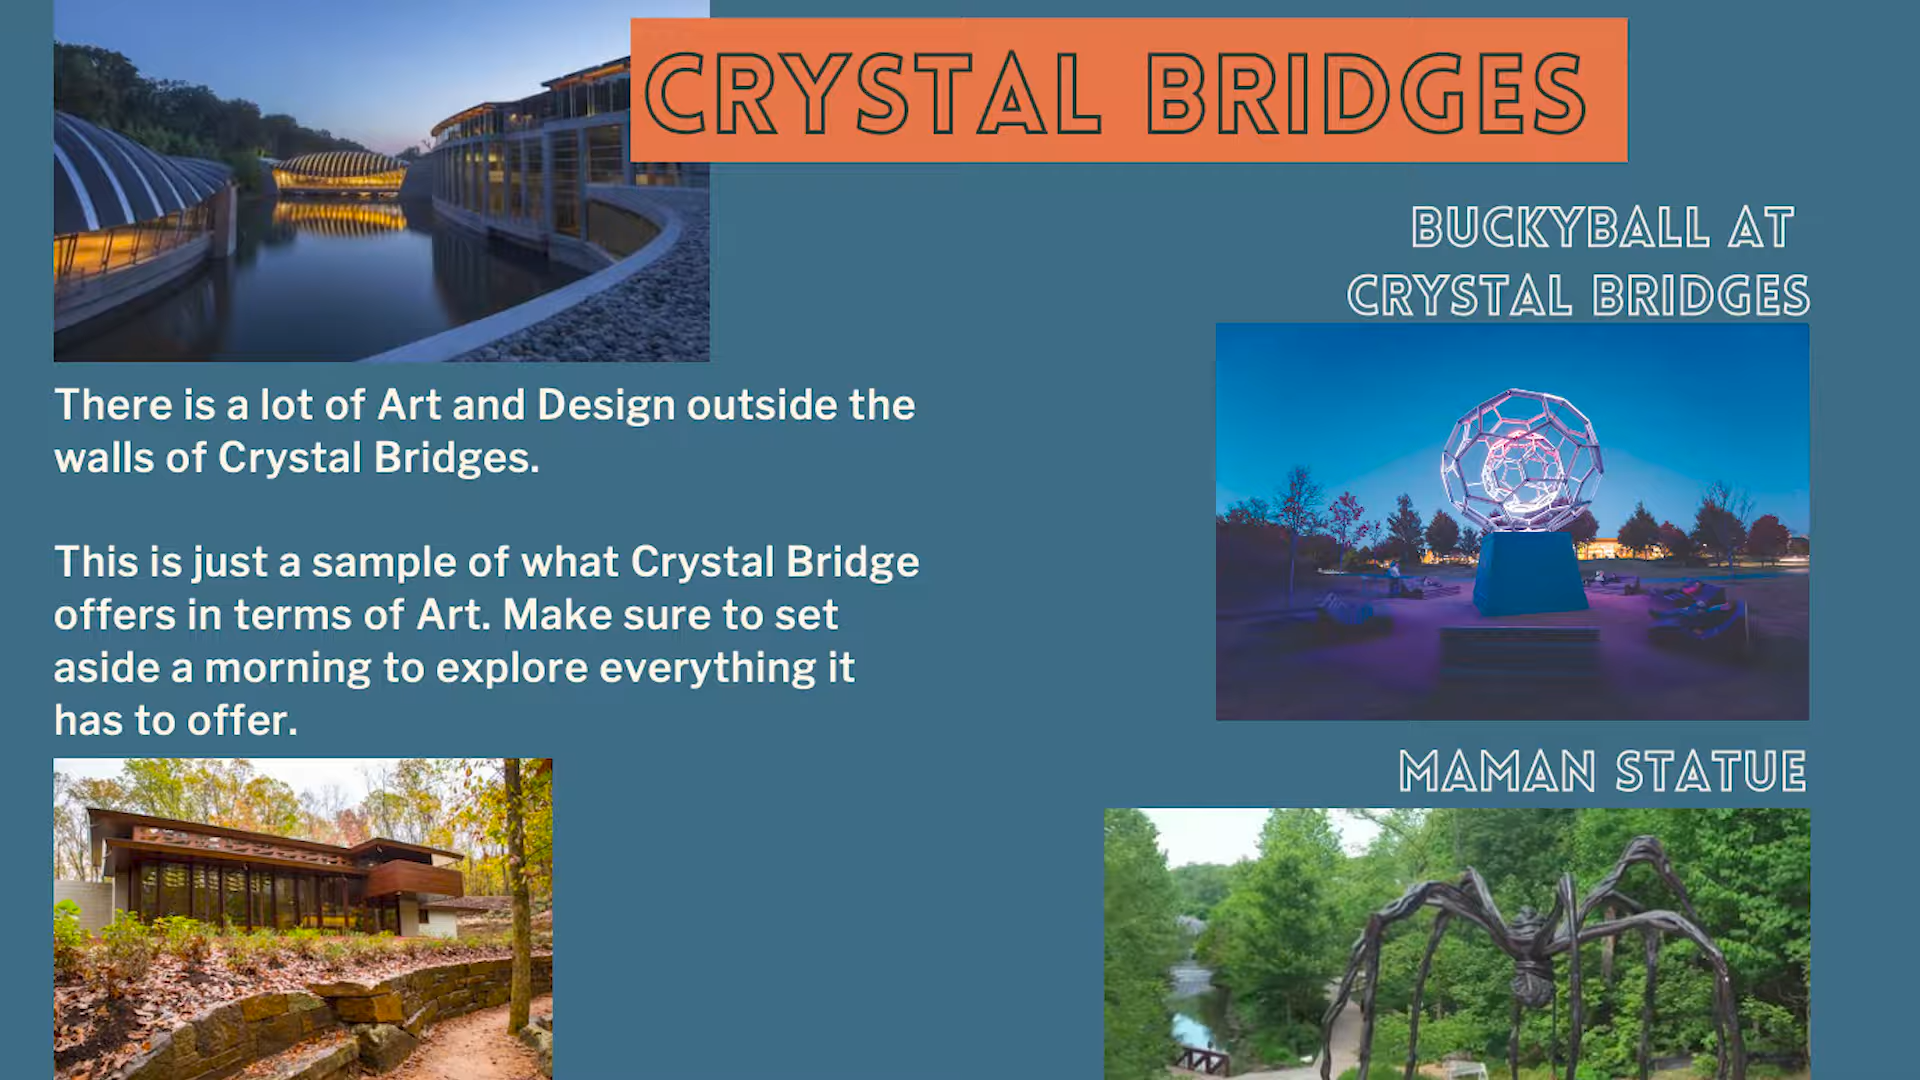 CRYSTAL BRIDGES
BUCKYBALL AT
CRYSTAL BRIDGES
There is a lot of Art and Design outside the
walls of Crystal Bridges.
This is just a sample of what Crystal Bridge
offers in terms of Art. Make sure to set
aside a morning to explore everything it
has to offer.
MAMAN STATUE